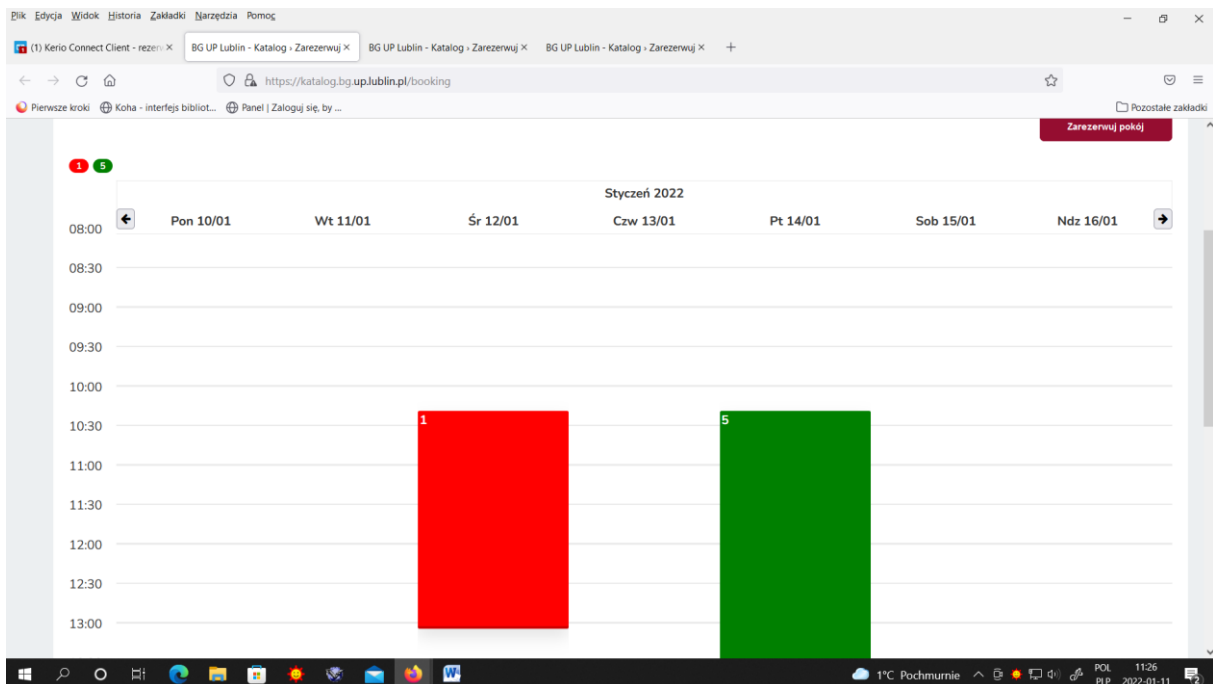 Plik Edycja Widok Historia Zakładki Narzędzia Pomoc
(1) Kerio Connect Client - rezer
BG UP Lublin - Katalog › Zarezerwuj
BG UP Lublin - Katalog › Zarezerwuj
BG UP Lublin - Katalog › Zarezerwuj
https://katalog.bg.up.lublin.pl/booking
Pierwsze kroki Koha - interfejs bibliot... Panel | Zaloguj się, by ... Pozostałe zakładki
Zarezerwuj pokój
1 5
Styczeń 2022
Pon 10/01 Wt 11/01 Śr 12/01 Czw 13/01 Pt 14/01 Sob 15/01 Ndz 16/01
08:00
08:30
09:00
09:30
10:00
1 5
10:30
11:00
11:30
12:00
12:30
13:00
1°C Pochmurnie POL 11:26
PLP 2022-01-11 2